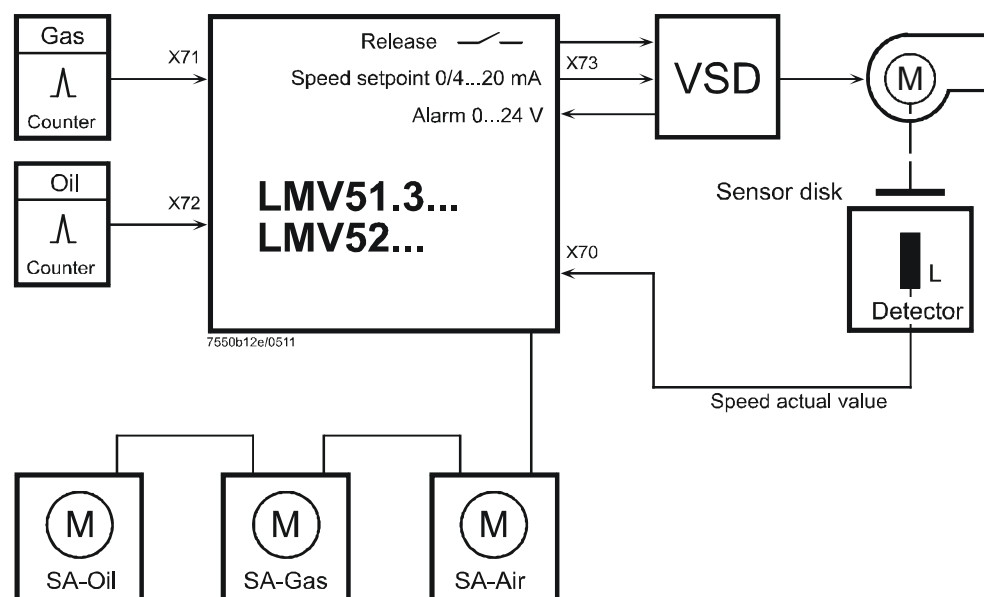 Gas
Counter
X71
Release
Speed setpoint 0/4...20 mA
Alarm 0...24 V
X73
VSD
M
Oil
Counter
X72
LMV51.3...
LMV52...
Sensor disk
X70
L
Detector
7550b12e/0511
Speed actual value
M
SA-Oil
M
SA-Gas
M
SA-Air